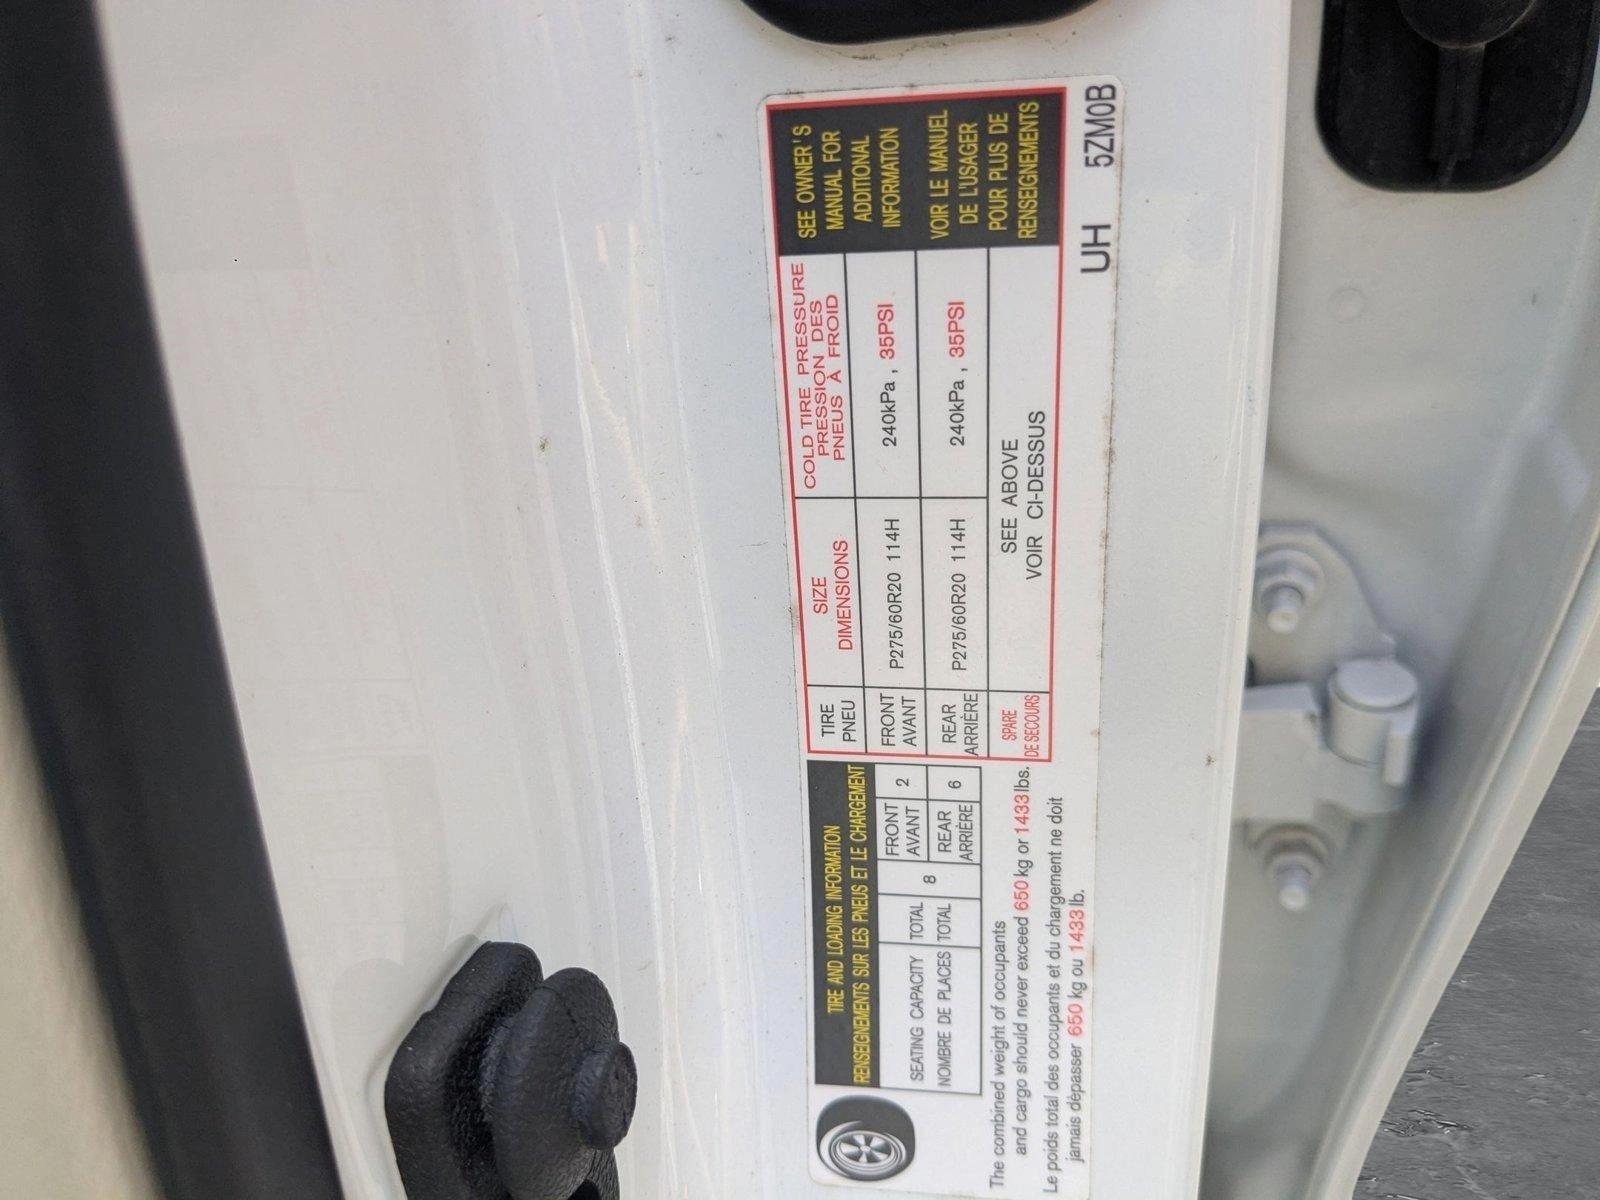 TIRE AND LOADING INFORMATION
RENSEIGNEMENTS SUR LES PNEUS ET LE CHARGEMENT
SEATING CAPACITY
NOMBRE DE PLACES
TOTAL
TOTAL
8
FRONT
AVANT
2
REAR
ARRIÈRE
6
The combined weight of occupants
and cargo should never exceed 650 kg or 1433 lbs.
Le poids total des occupants et du chargement ne doit
jamais dépasser 650 kg ou 1433 lb.
TIRE
PNEU
SIZE
DIMENSIONS
COLD TIRE PRESSURE
PRESSION DES
PNEUS À FROID
FRONT
AVANT
P275/60R20 114H
240kPa , 35PSI
REAR
ARRIÈRE
P275/60R20 114H
240kPa , 35PSI
SPARE
DE SECOURS
SEE ABOVE
VOIR CI-DESSUS
SEE OWNER'S
MANUAL FOR
ADDITIONAL
INFORMATION
VOIR LE MANUEL
DE L'USAGER
POUR PLUS DE
RENSEIGNEMENTS
UH 5ZM0B